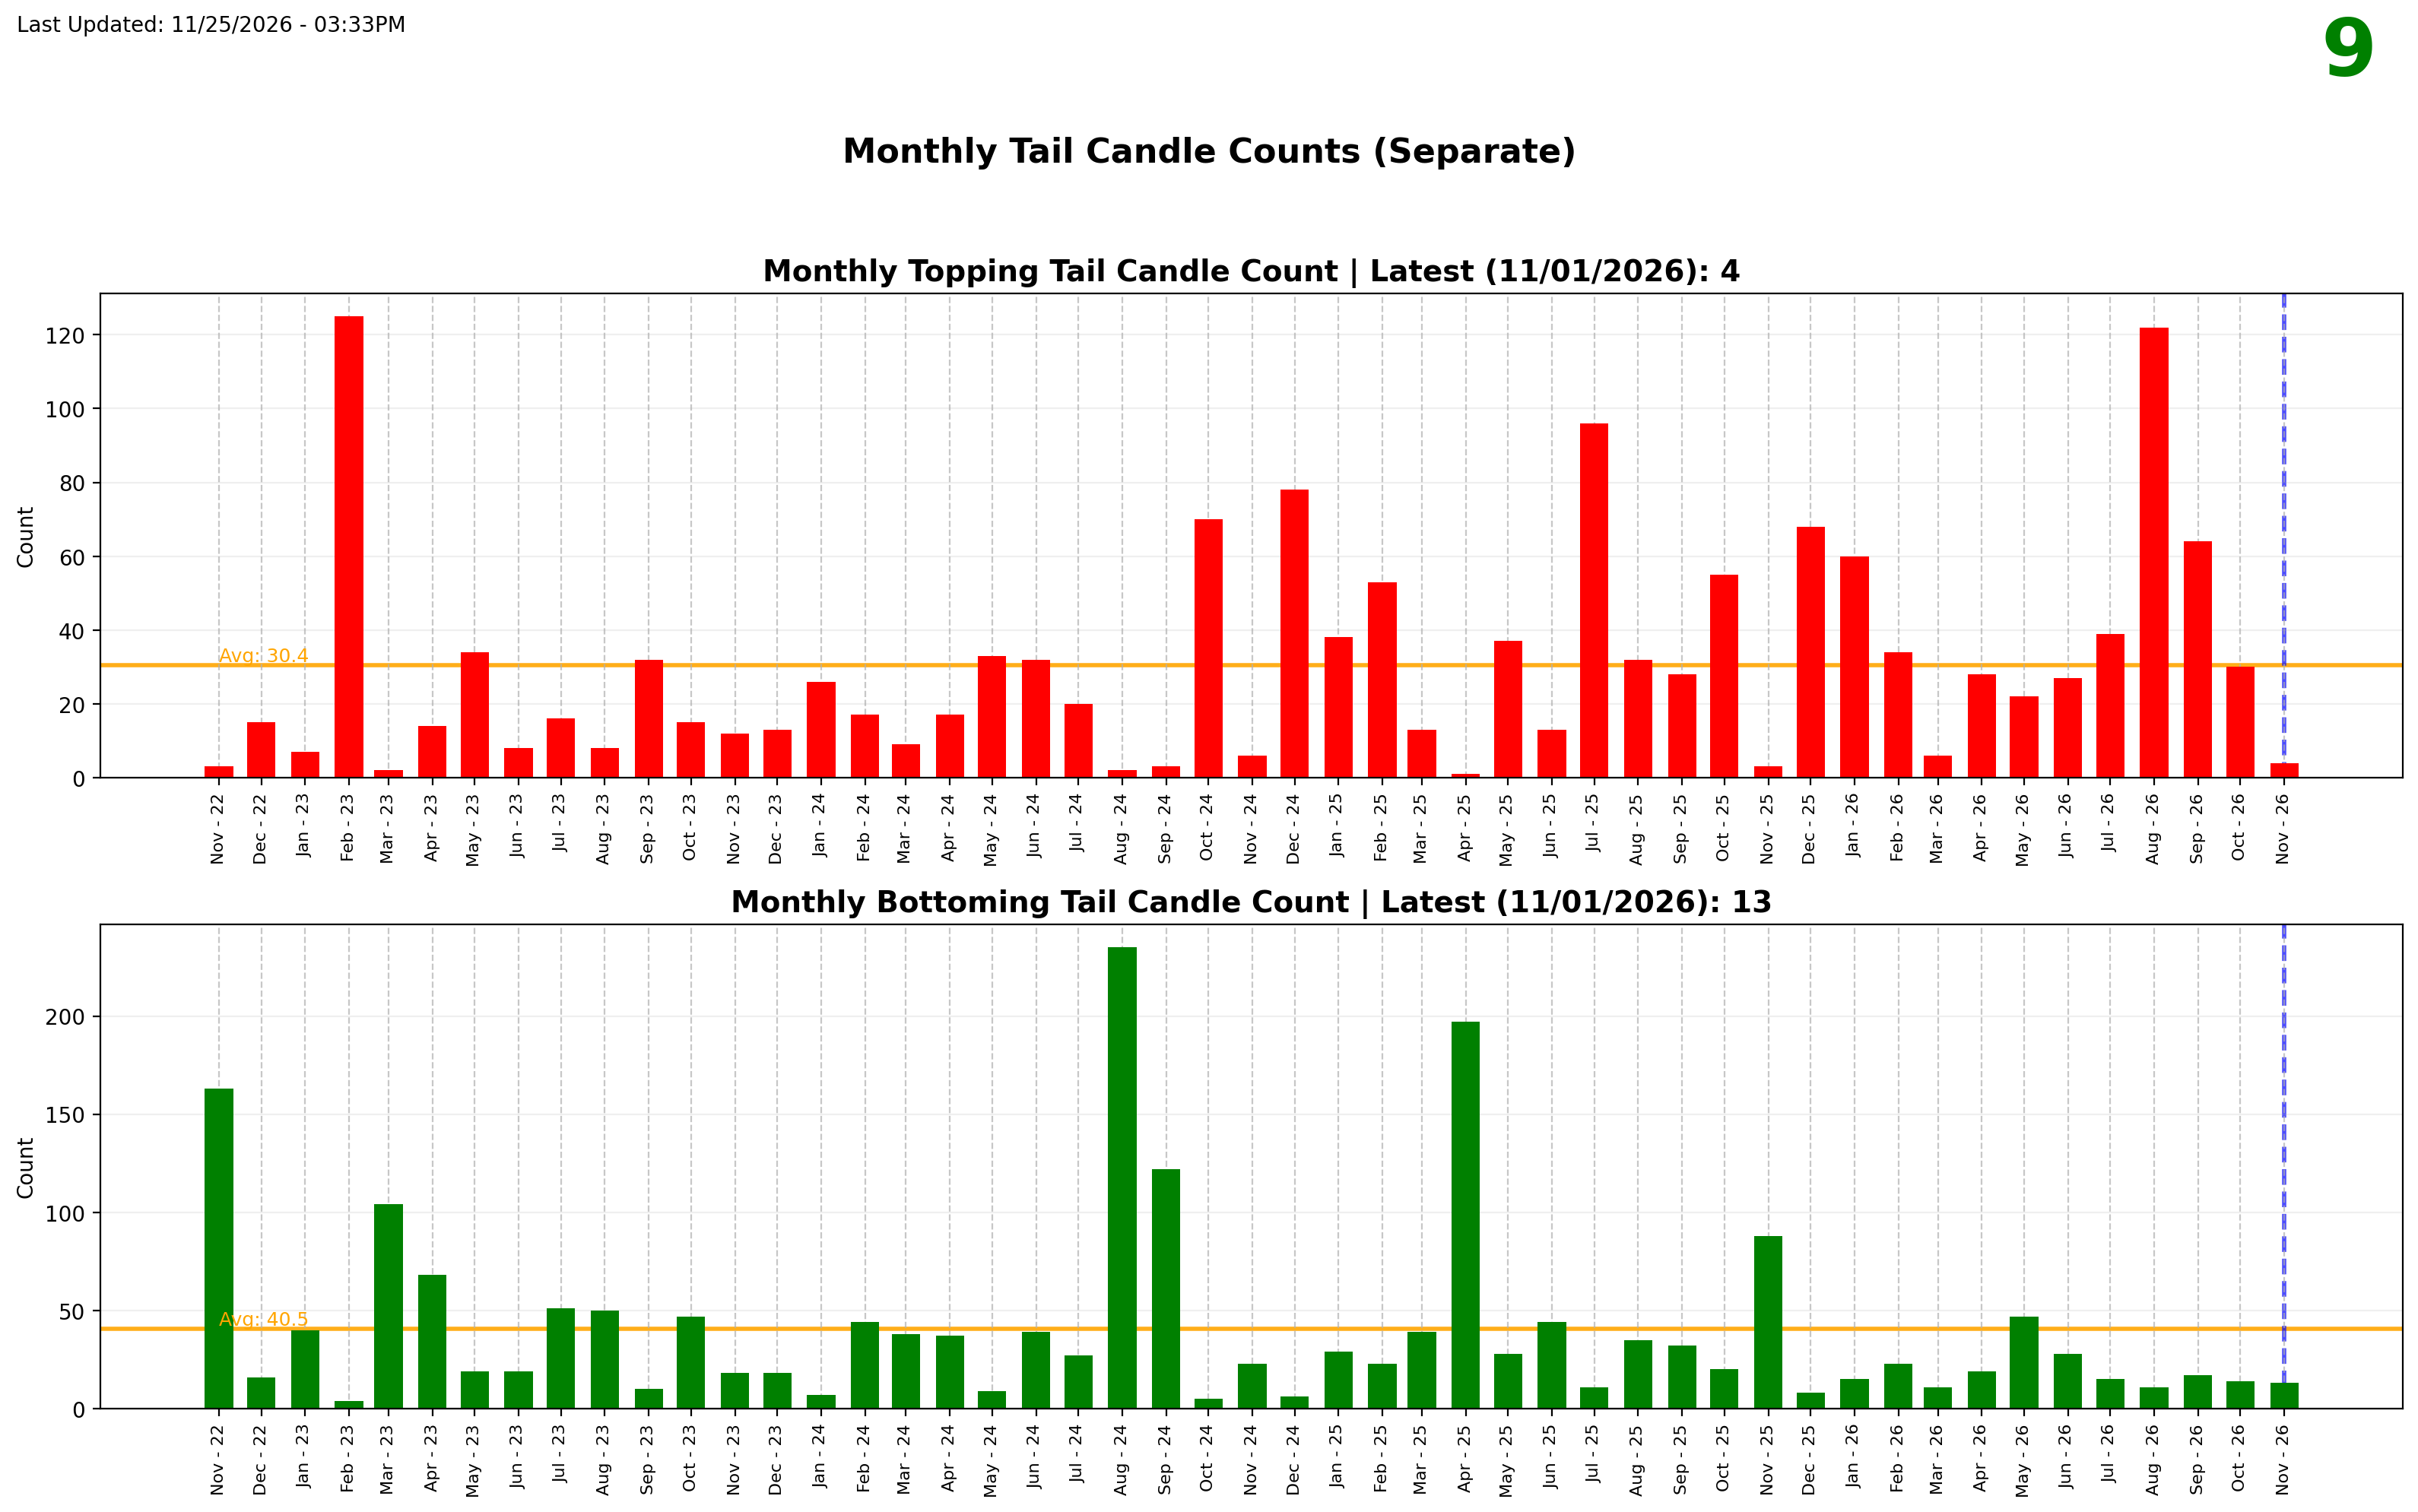 Last Updated: 11/25/2026 - 03:33PM
9
Monthly Tail Candle Counts (Separate)
Monthly Topping Tail Candle Count | Latest (11/01/2026): 4
120
100
80
60
40
20
0
Count
Avg: 30.4
Nov - 22
Dec - 22
Jan - 23
Feb - 23
Mar - 23
Apr - 23
May - 23
Jun - 23
Jul - 23
Aug - 23
Sep - 23
Oct - 23
Nov - 23
Dec - 23
Jan - 24
Feb - 24
Mar - 24
Apr - 24
May - 24
Jun - 24
Jul - 24
Aug - 24
Sep - 24
Oct - 24
Nov - 24
Dec - 24
Jan - 25
Feb - 25
Mar - 25
Apr - 25
May - 25
Jun - 25
Jul - 25
Aug - 25
Sep - 25
Oct - 25
Nov - 25
Dec - 25
Jan - 26
Feb - 26
Mar - 26
Apr - 26
May - 26
Jun - 26
Jul - 26
Aug - 26
Sep - 26
Oct - 26
Nov - 26
Monthly Bottoming Tail Candle Count | Latest (11/01/2026): 13
200
150
100
50
0
Count
Avg: 40.5
Nov - 22
Dec - 22
Jan - 23
Feb - 23
Mar - 23
Apr - 23
May - 23
Jun - 23
Jul - 23
Aug - 23
Sep - 23
Oct - 23
Nov - 23
Dec - 23
Jan - 24
Feb - 24
Mar - 24
Apr - 24
May - 24
Jun - 24
Jul - 24
Aug - 24
Sep - 24
Oct - 24
Nov - 24
Dec - 24
Jan - 25
Feb - 25
Mar - 25
Apr - 25
May - 25
Jun - 25
Jul - 25
Aug - 25
Sep - 25
Oct - 25
Nov - 25
Dec - 25
Jan - 26
Feb - 26
Mar - 26
Apr - 26
May - 26
Jun - 26
Jul - 26
Aug - 26
Sep - 26
Oct - 26
Nov - 26